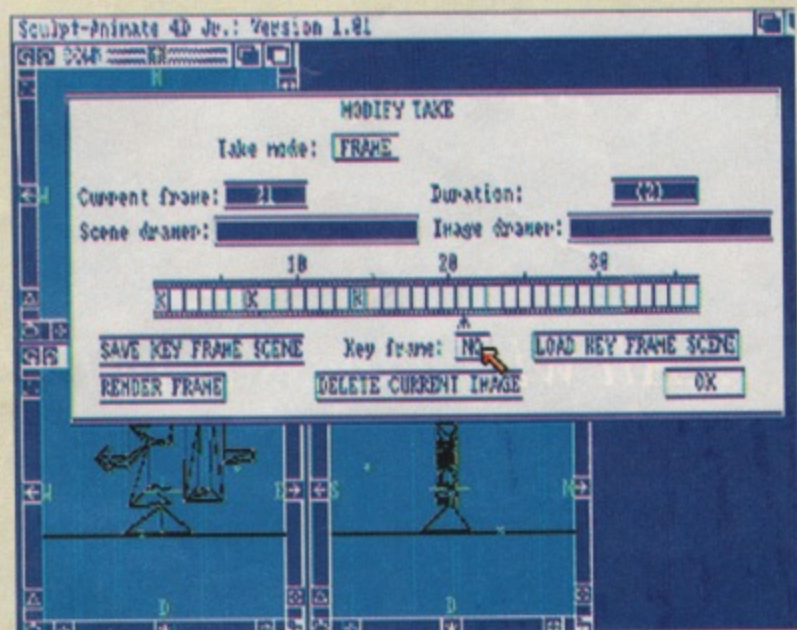 Sculpt-Animate 4D Jr.: Version 1.01
DOWN
N
MODIFY TAKE
Take mode: FRAME
Current frame: 21 Duration: (2)
Scene drawer: Image drawer:
10 20 30
K K K
SAVE KEY FRAME SCENE Key frame: NO LOAD KEY FRAME SCENE
RENDER FRAME DELETE CURRENT IMAGE OK
W E S N
D D